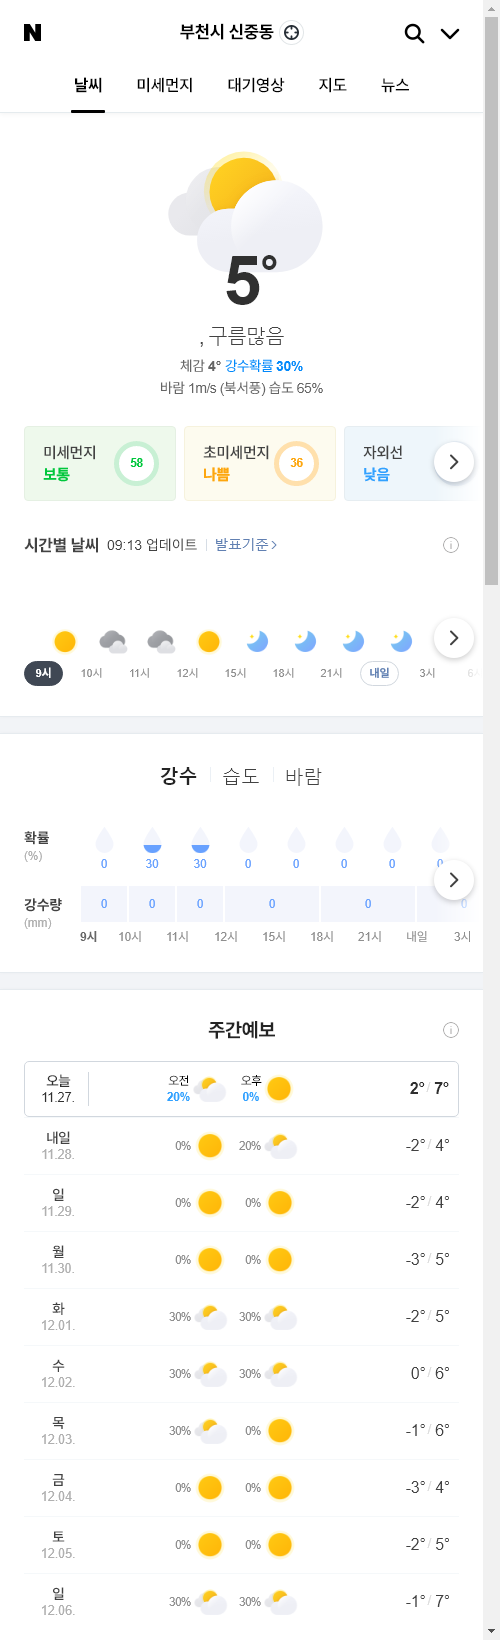 N
부천시 신중동
날씨 미세먼지 대기영상 지도 뉴스
5°
, 구름많음
체감 4° 강수확률 30%
바람 1m/s (북서풍) 습도 65%
미세먼지 보통 58
초미세먼지 나쁨 36
자외선 낮음
시간별 날씨 09:13 업데이트 발표기준 >
9시 10시 11시 12시 15시 18시 21시 내일 3시
강수 습도 바람
확률 (%)
0 30 30 0 0 0 0 0
강수량 (mm)
0 0 0 0 0 0
9시 10시 11시 12시 15시 18시 21시 내일 3시
주간예보
오늘 11.27. 오전 20% 오후 0% 2° / 7°
내일 11.28. 0% 20% -2° / 4°
일 11.29. 0% 0% -2° / 4°
월 11.30. 0% 0% -3° / 5°
화 12.01. 30% 30% -2° / 5°
수 12.02. 30% 30% 0° / 6°
목 12.03. 30% 0% -1° / 6°
금 12.04. 0% 0% -3° / 4°
토 12.05. 0% 0% -2° / 5°
일 12.06. 30% 30% -1° / 7°